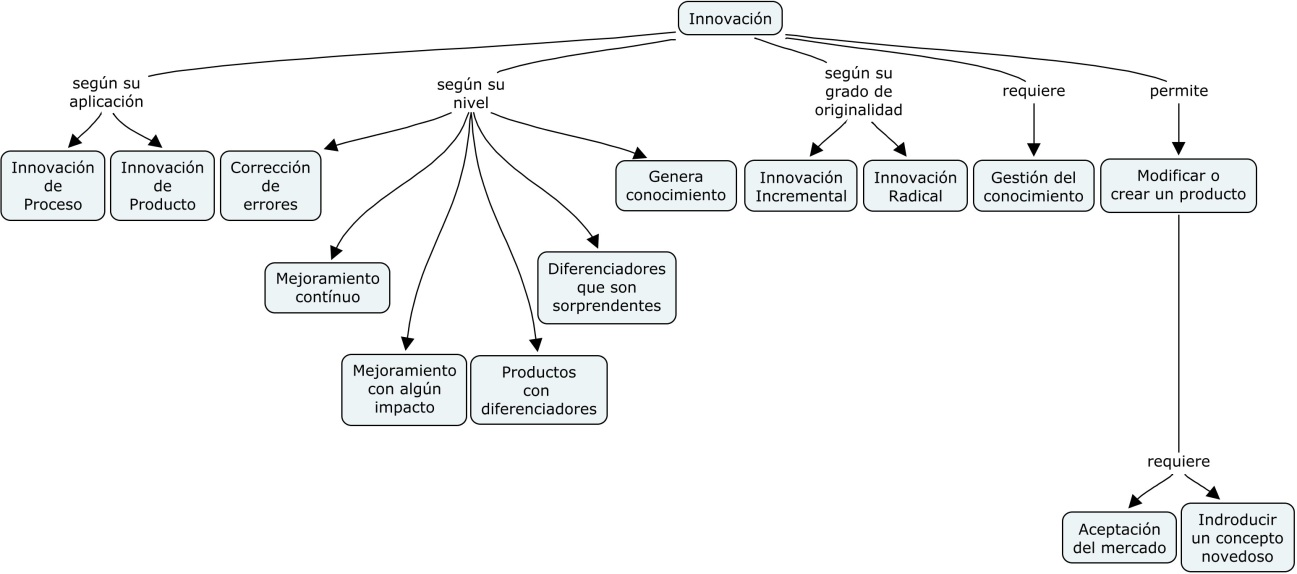 Innovación
según su
aplicación
según su
nivel
según su
grado de
originalidad
requiere
permite
Innovación
de
Proceso
Innovación
de
Producto
Corrección
de
errores
Genera
conocimiento
Innovación
Incremental
Innovación
Radical
Gestión del
conocimiento
Modificar o
crear un producto
Mejoramiento
contínuo
Diferenciadores
que son
sorprendentes
Mejoramiento
con algún
impacto
Productos
con
diferenciadores
requiere
Aceptación
del mercado
Indroducir
un concepto
novedoso